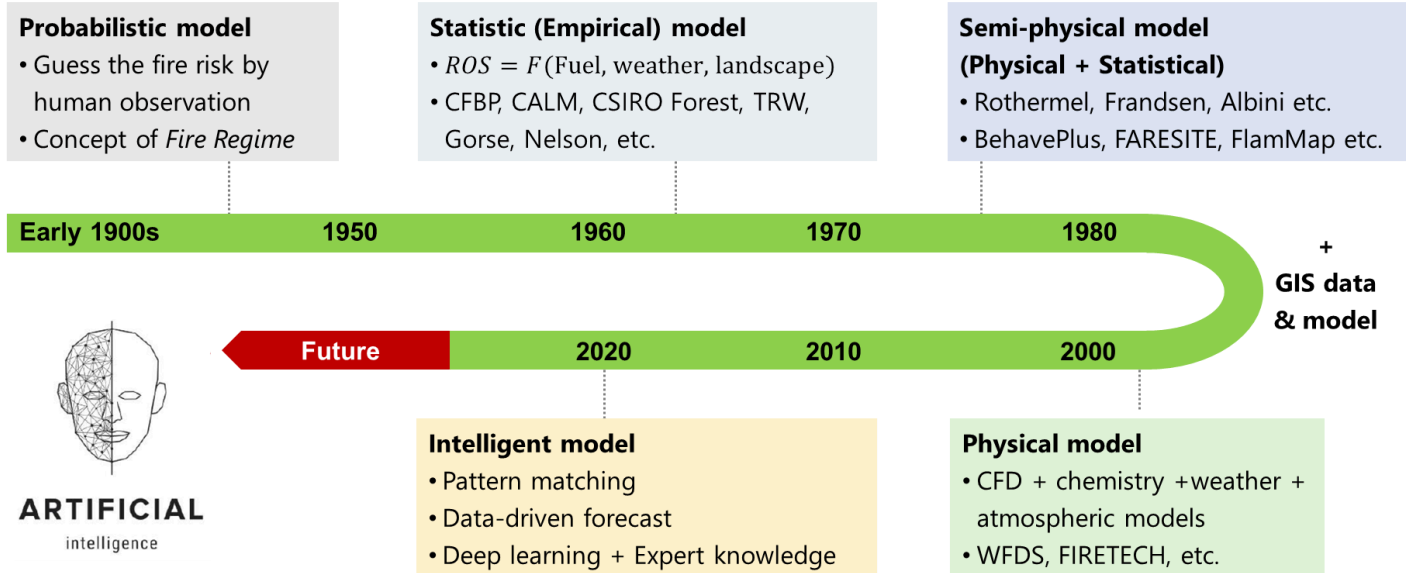 Probabilistic model
• Guess the fire risk by
human observation
• Concept of Fire Regime
Statistic (Empirical) model
• ROS = F(Fuel, weather, landscape)
• CFBP, CALM, CSIRO Forest, TRW,
Gorse, Nelson, etc.
Semi-physical model
(Physical + Statistical)
• Rothermel, Frandsen, Albini etc.
• BehavePlus, FARESITE, FlamMap etc.
Early 1900s 1950 1960 1970 1980
+
GIS data
& model
Future 2020 2010 2000
ARTIFICIAL
intelligence
Intelligent model
• Pattern matching
• Data-driven forecast
• Deep learning + Expert knowledge
Physical model
• CFD + chemistry +weather +
atmospheric models
• WFDS, FIRETECH, etc.